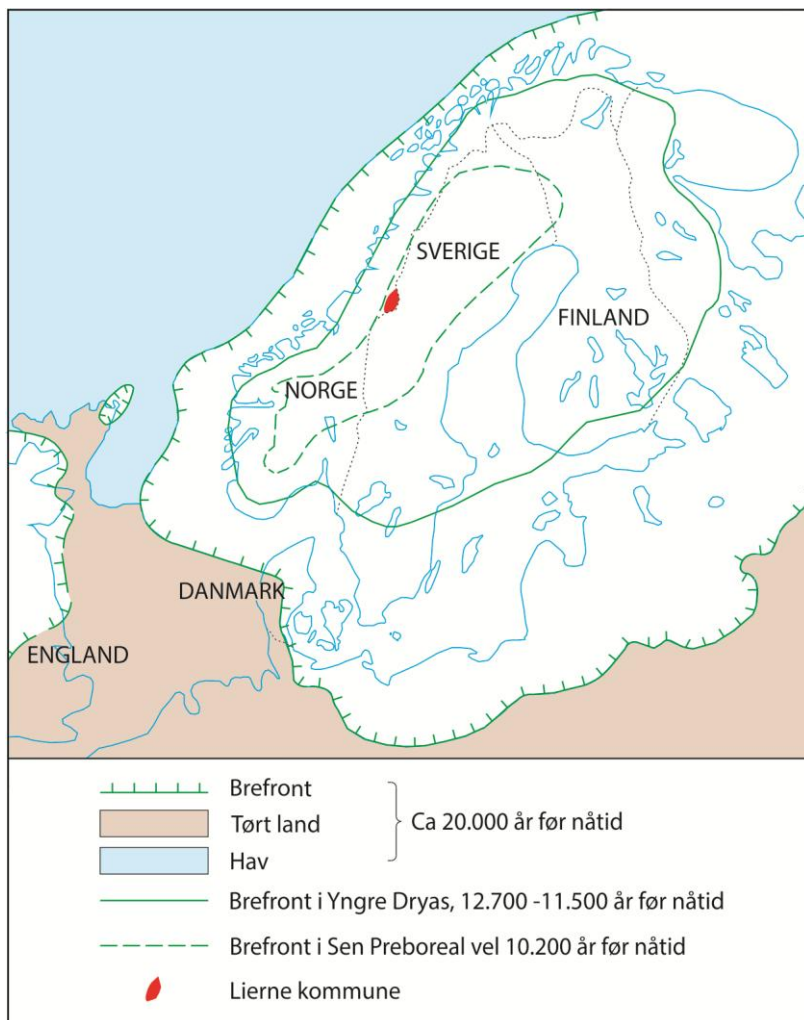 SVERIGE
FINLAND
NORGE
DANMARK
ENGLAND
Brefront
Tørt land
Ca 20.000 år før nåtid
Hav
Brefront i Yngre Dryas, 12.700 -11.500 år før nåtid
Brefront i Sen Preboreal vel 10.200 år før nåtid
Lierne kommune